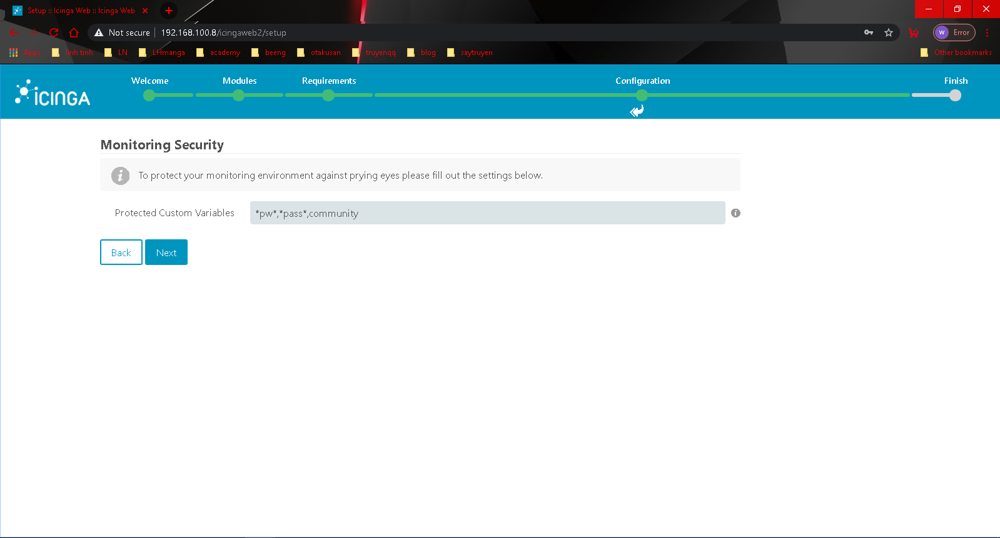 Setup :: Icinga Web :: Icinga Web
Not secure 192.168.100.8/icingaweb2/setup
W Error
Apps linh tinh LN LHmanga academy beeng otakusan truyenqq blog saytruyen Other bookmarks
ICINGA
Welcome Modules Requirements Configuration Finish
Monitoring Security
To protect your monitoring environment against prying eyes please fill out the settings below.
Protected Custom Variables *pw*,*pass*,community
Back Next